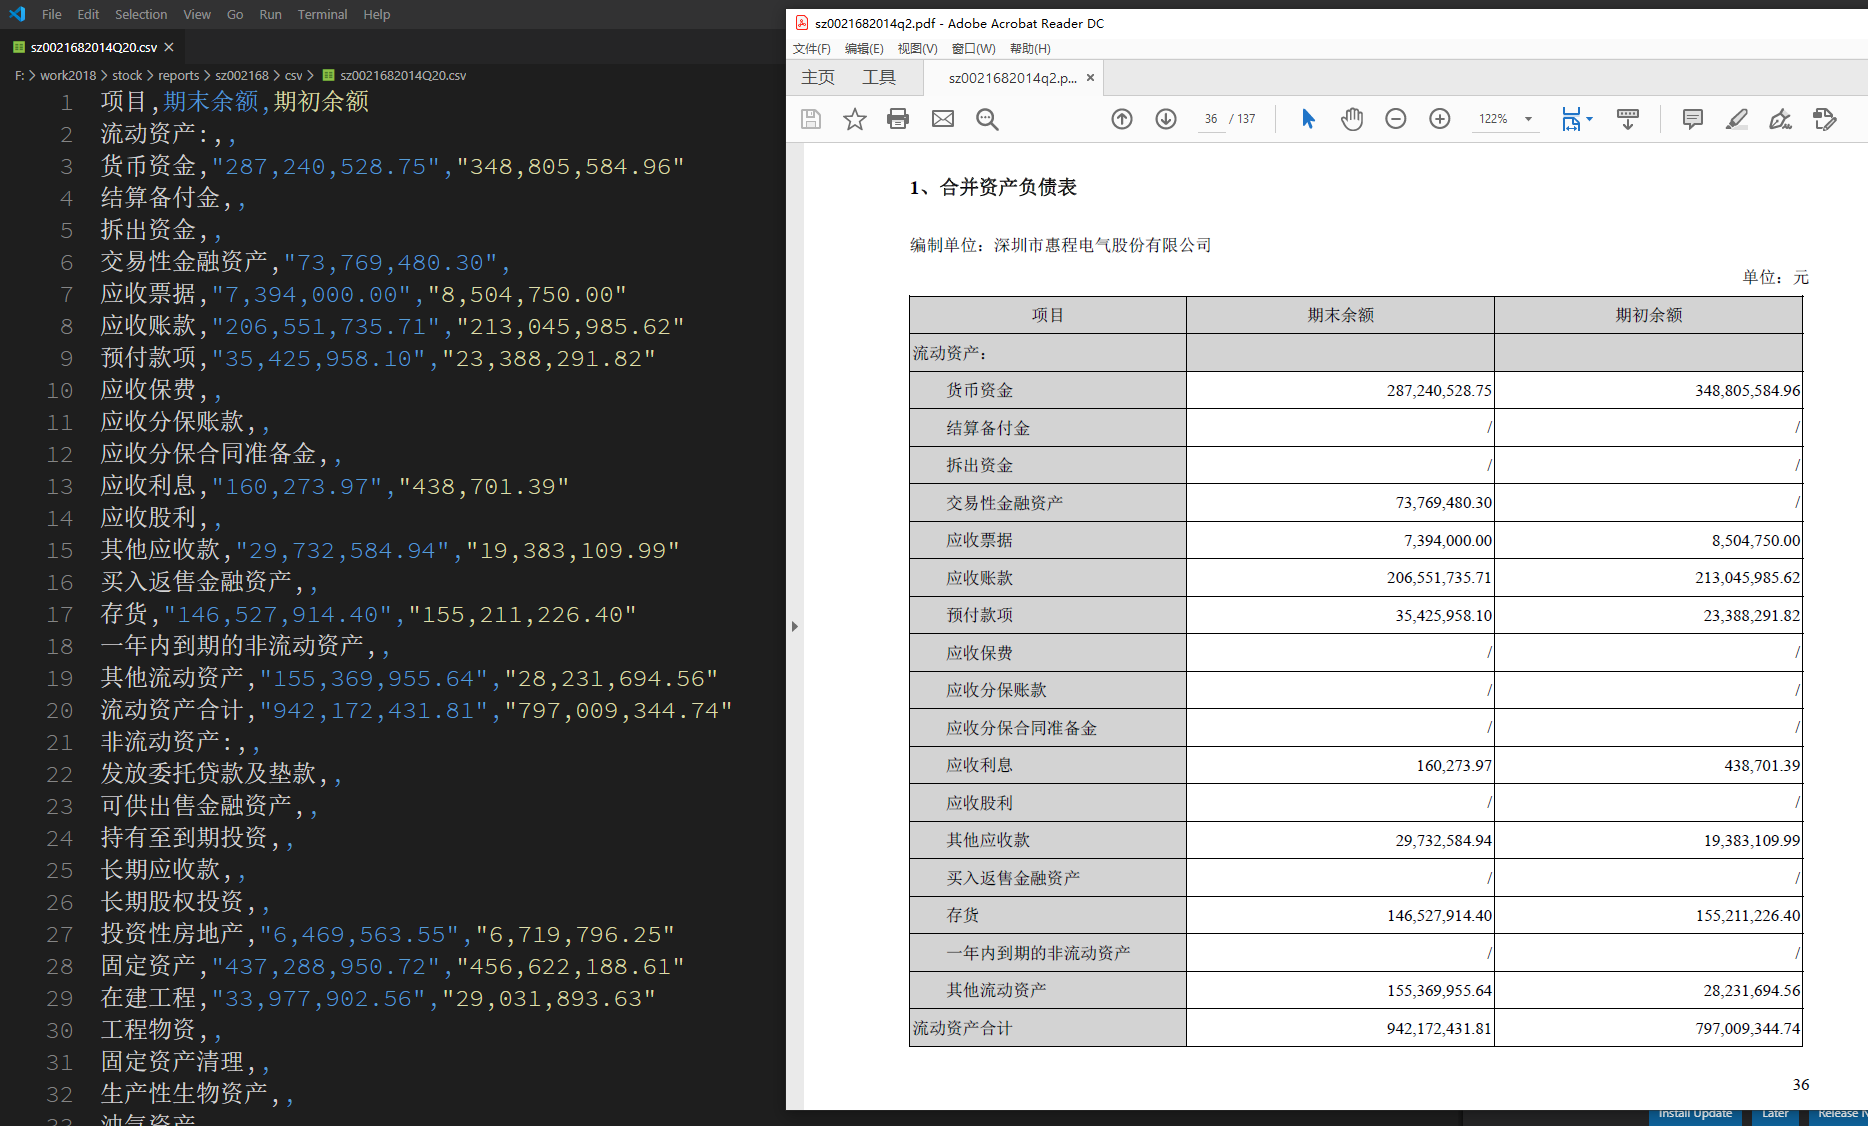 File Edit Selection View Go Run Terminal Help
sz0021682014Q20.csv ×
F: > work2018 > stock > reports > sz002168 > csv > sz0021682014Q20.csv
1 项目,期末余额,期初余额
2 流动资产:,,
3 货币资金,"287,240,528.75","348,805,584.96"
4 结算备付金,,
5 拆出资金,,
6 交易性金融资产,"73,769,480.30",
7 应收票据,"7,394,000.00","8,504,750.00"
8 应收账款,"206,551,735.71","213,045,985.62"
9 预付款项,"35,425,958.10","23,388,291.82"
10 应收保费,,
11 应收分保账款,,
12 应收分保合同准备金,,
13 应收利息,"160,273.97","438,701.39"
14 应收股利,,
15 其他应收款,"29,732,584.94","19,383,109.99"
16 买入返售金融资产,,
17 存货,"146,527,914.40","155,211,226.40"
18 一年内到期的非流动资产,,
19 其他流动资产,"155,369,955.64","28,231,694.56"
20 流动资产合计,"942,172,431.81","797,009,344.74"
21 非流动资产:,,
22 发放委托贷款及垫款,,
23 可供出售金融资产,,
24 持有至到期投资,,
25 长期应收款,,
26 长期股权投资,,
27 投资性房地产,"6,469,563.55","6,719,796.25"
28 固定资产,"437,288,950.72","456,622,188.61"
29 在建工程,"33,977,902.56","29,031,893.63"
30 工程物资,,
31 固定资产清理,,
32 生产性生物资产,,
33 油气资产
sz0021682014q2.pdf - Adobe Acrobat Reader DC
文件(F) 编辑(E) 视图(V) 窗口(W) 帮助(H)
主页 工具 sz0021682014q2.p... ×
36 / 137 122%
1、合并资产负债表
编制单位：深圳市惠程电气股份有限公司
单位：元
项目 期末余额 期初余额
流动资产：
货币资金 287,240,528.75 348,805,584.96
结算备付金 / /
拆出资金 / /
交易性金融资产 73,769,480.30 /
应收票据 7,394,000.00 8,504,750.00
应收账款 206,551,735.71 213,045,985.62
预付款项 35,425,958.10 23,388,291.82
应收保费 / /
应收分保账款 / /
应收分保合同准备金 / /
应收利息 160,273.97 438,701.39
应收股利 / /
其他应收款 29,732,584.94 19,383,109.99
买入返售金融资产 / /
存货 146,527,914.40 155,211,226.40
一年内到期的非流动资产 / /
其他流动资产 155,369,955.64 28,231,694.56
流动资产合计 942,172,431.81 797,009,344.74
36
Install Update Later Release N